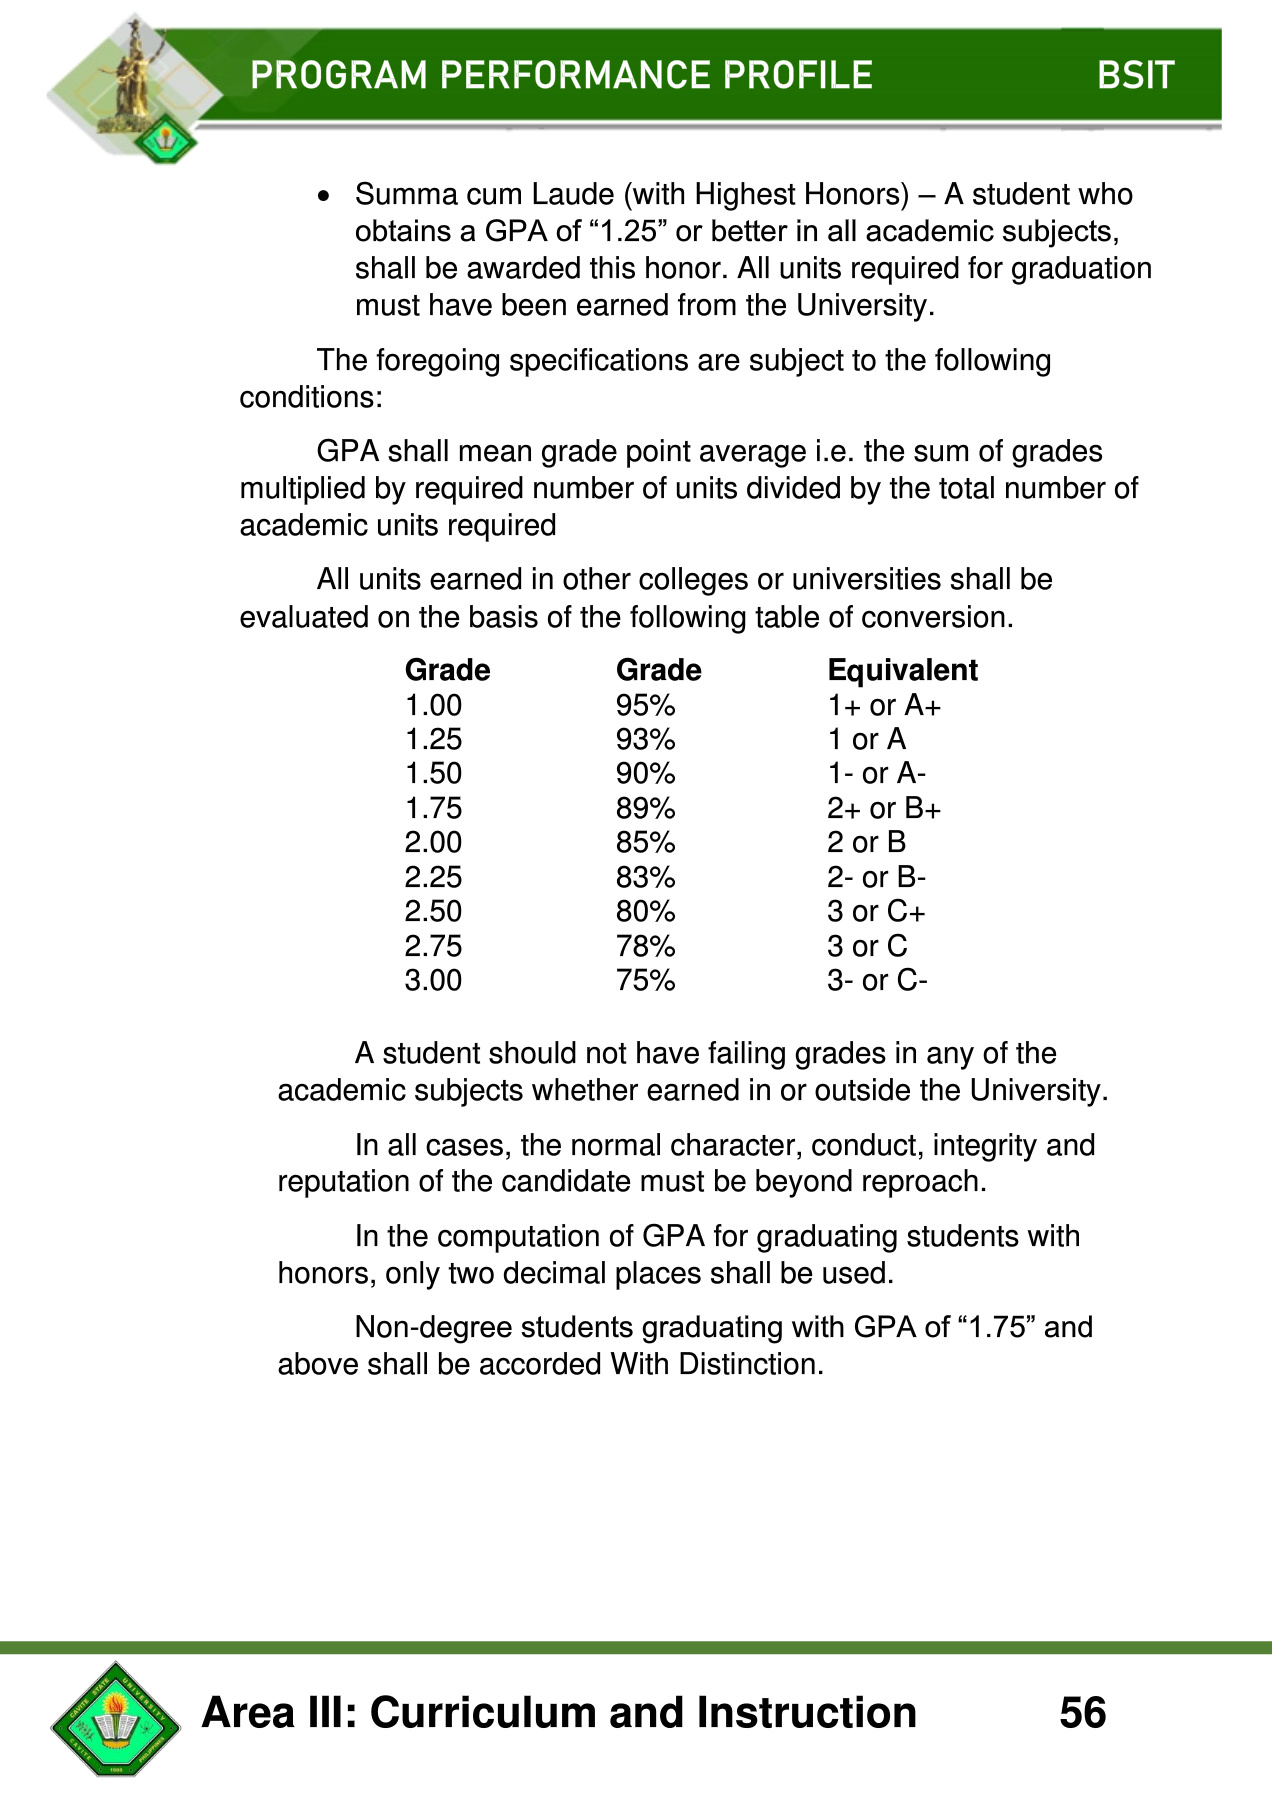 PROGRAM PERFORMANCE PROFILE BSIT
• Summa cum Laude (with Highest Honors) – A student who
obtains a GPA of “1.25” or better in all academic subjects,
shall be awarded this honor. All units required for graduation
must have been earned from the University.
The foregoing specifications are subject to the following
conditions:
GPA shall mean grade point average i.e. the sum of grades
multiplied by required number of units divided by the total number of
academic units required
All units earned in other colleges or universities shall be
evaluated on the basis of the following table of conversion.
Grade Grade Equivalent
1.00 95% 1+ or A+
1.25 93% 1 or A
1.50 90% 1- or A-
1.75 89% 2+ or B+
2.00 85% 2 or B
2.25 83% 2- or B-
2.50 80% 3 or C+
2.75 78% 3 or C
3.00 75% 3- or C-
A student should not have failing grades in any of the
academic subjects whether earned in or outside the University.
In all cases, the normal character, conduct, integrity and
reputation of the candidate must be beyond reproach.
In the computation of GPA for graduating students with
honors, only two decimal places shall be used.
Non-degree students graduating with GPA of “1.75” and
above shall be accorded With Distinction.
CAVITE STATE UNIVERSITY
CAVITE PHILIPPINES
Area III: Curriculum and Instruction 56